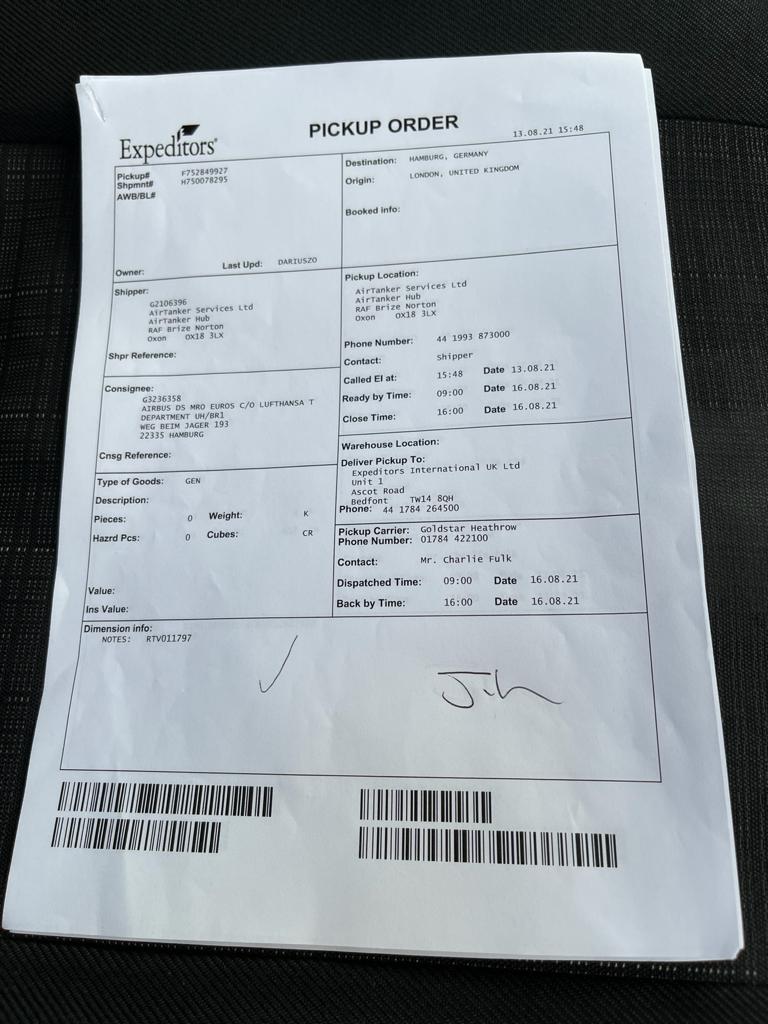 Expeditors
PICKUP ORDER
13.08.21 15:48
Pickup# F752849927
Shpmnt# H750078295
AWB/BL#
Owner: Last Upd: DARIUSZO
Destination: HAMBURG, GERMANY
Origin: LONDON, UNITED KINGDOM
Booked info:
Shipper:
G2106396
AirTanker Services Ltd
AirTanker Hub
RAF Brize Norton
Oxon OX18 3LX
Shpr Reference:
Pickup Location:
AirTanker Services Ltd
AirTanker Hub
RAF Brize Norton
Oxon OX18 3LX
Phone Number: 44 1993 873000
Contact: Shipper
Called EI at: 15:48 Date 13.08.21
Ready by Time: 09:00 Date 16.08.21
Close Time: 16:00 Date 16.08.21
Consignee:
G3236358
AIRBUS DS MRO EUROS C/O LUFTHANSA T
DEPARTMENT UH/BR1
WEG BEIM JAGER 193
22335 HAMBURG
Cnsg Reference:
Warehouse Location:
Deliver Pickup To:
Expeditors International UK Ltd
Unit 1
Ascot Road
Bedfont TW14 8QH
Phone: 44 1784 264500
Type of Goods: GEN
Description:
Pieces: 0 Weight: K
Hazrd Pcs: 0 Cubes: CR
Value:
Ins Value:
Pickup Carrier: Goldstar Heathrow
Phone Number: 01784 422100
Contact: Mr. Charlie Fulk
Dispatched Time: 09:00 Date 16.08.21
Back by Time: 16:00 Date 16.08.21
Dimension info:
NOTES: RTV011797